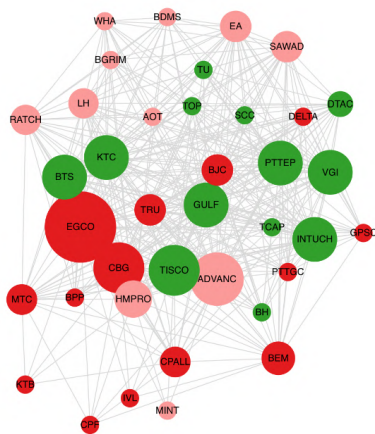 WHA
BDMS
EA
SAWAD
BGRIM
TU
LH
TOP
SCC
DTAC
RATCH
AOT
DELTA
KTC
BJC
PTTEP
VGI
BTS
GULF
TRU
EGCO
TCAP
GPSC
INTUCH
CBG
TISCO
ADVANC
PTTGC
MTC
BPP
HMPRO
BH
CPALL
BEM
KTB
IVL
MINT
CPF